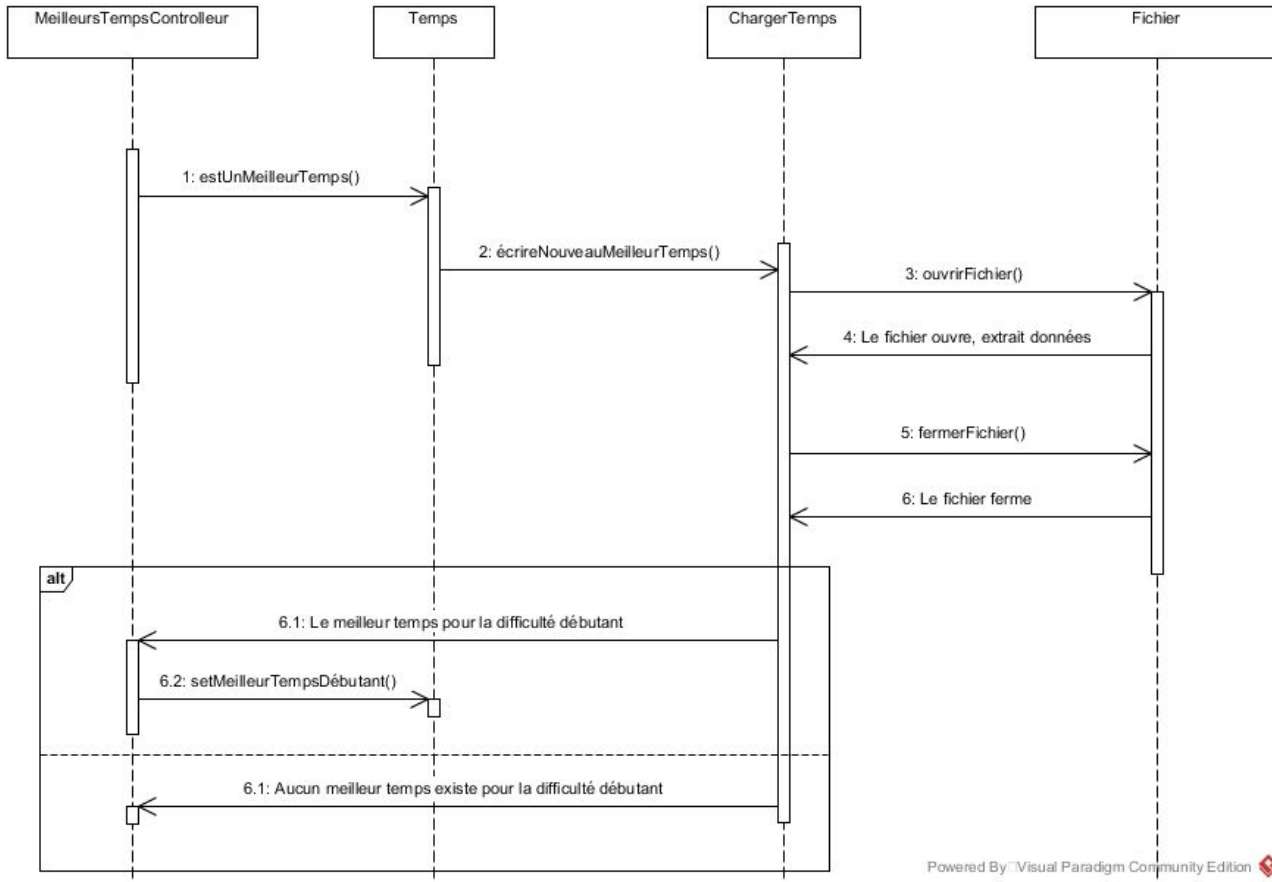 MeilleursTempsControlleur
Temps
ChargerTemps
Fichier
1: estUnMeilleurTemps()
2: écrireNouveauMeilleurTemps()
3: ouvrirFichier()
4: Le fichier ouvre, extrait données
5: fermerFichier()
6: Le fichier ferme
alt
6.1: Le meilleur temps pour la difficulté débutant
6.2: setMeilleurTempsDébutant()
6.1: Aucun meilleur temps existe pour la difficulté débutant
Powered By Visual Paradigm Community Edition